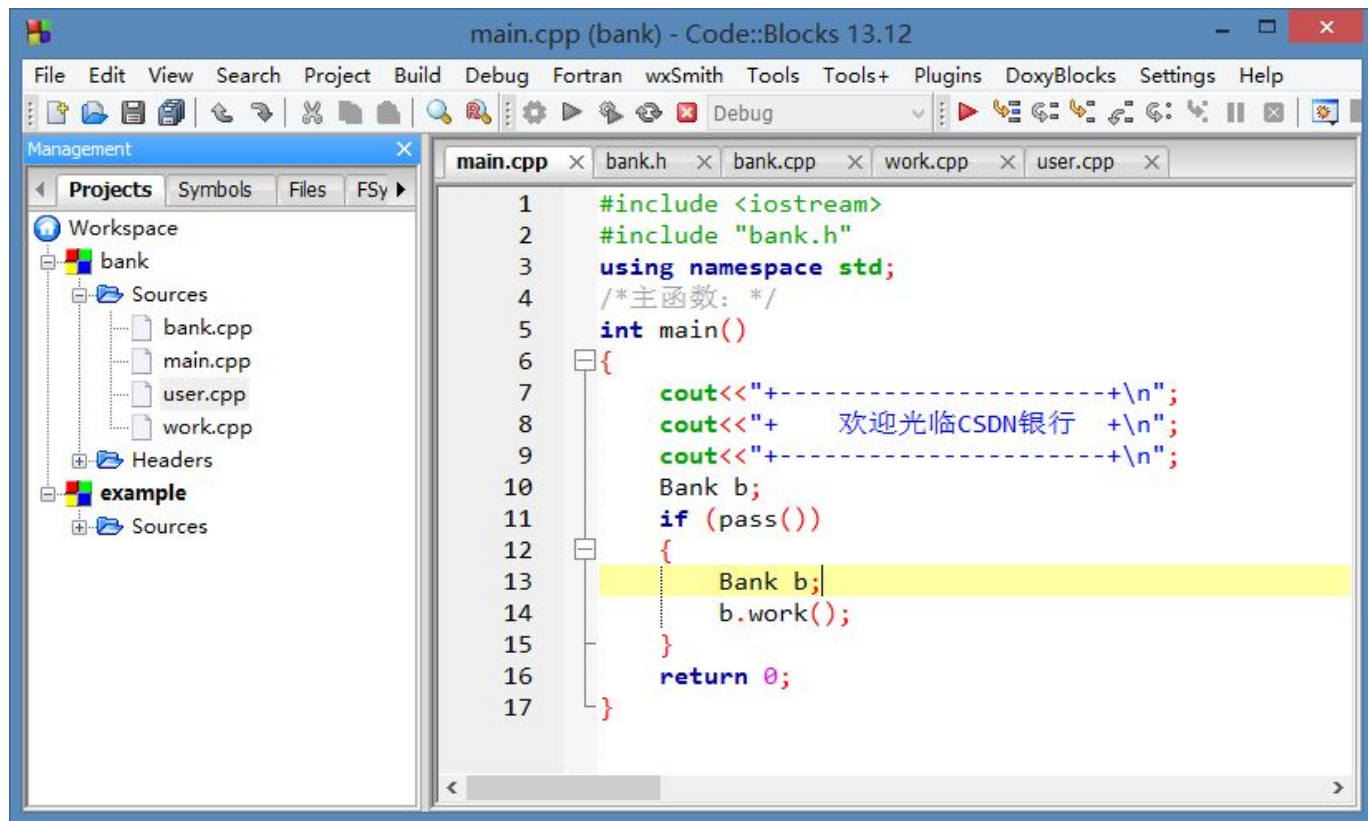 main.cpp (bank) - Code::Blocks 13.12
File Edit View Search Project Build Debug Fortran wxSmith Tools Tools+ Plugins DoxyBlocks Settings Help
Debug
Management
Projects Symbols Files FSy
main.cpp bank.h bank.cpp work.cpp user.cpp
Workspace
bank
Sources
bank.cpp
main.cpp
user.cpp
work.cpp
Headers
example
Sources
1 #include <iostream>
2 #include "bank.h"
3 using namespace std;
4 /*主函数：*/
5 int main()
6 {
7 cout<<"+----------------------+\n";
8 cout<<"+    欢迎光临CSDN银行  +\n";
9 cout<<"+----------------------+\n";
10 Bank b;
11 if (pass())
12 {
13 Bank b;
14 b.work();
15 }
16 return 0;
17 }